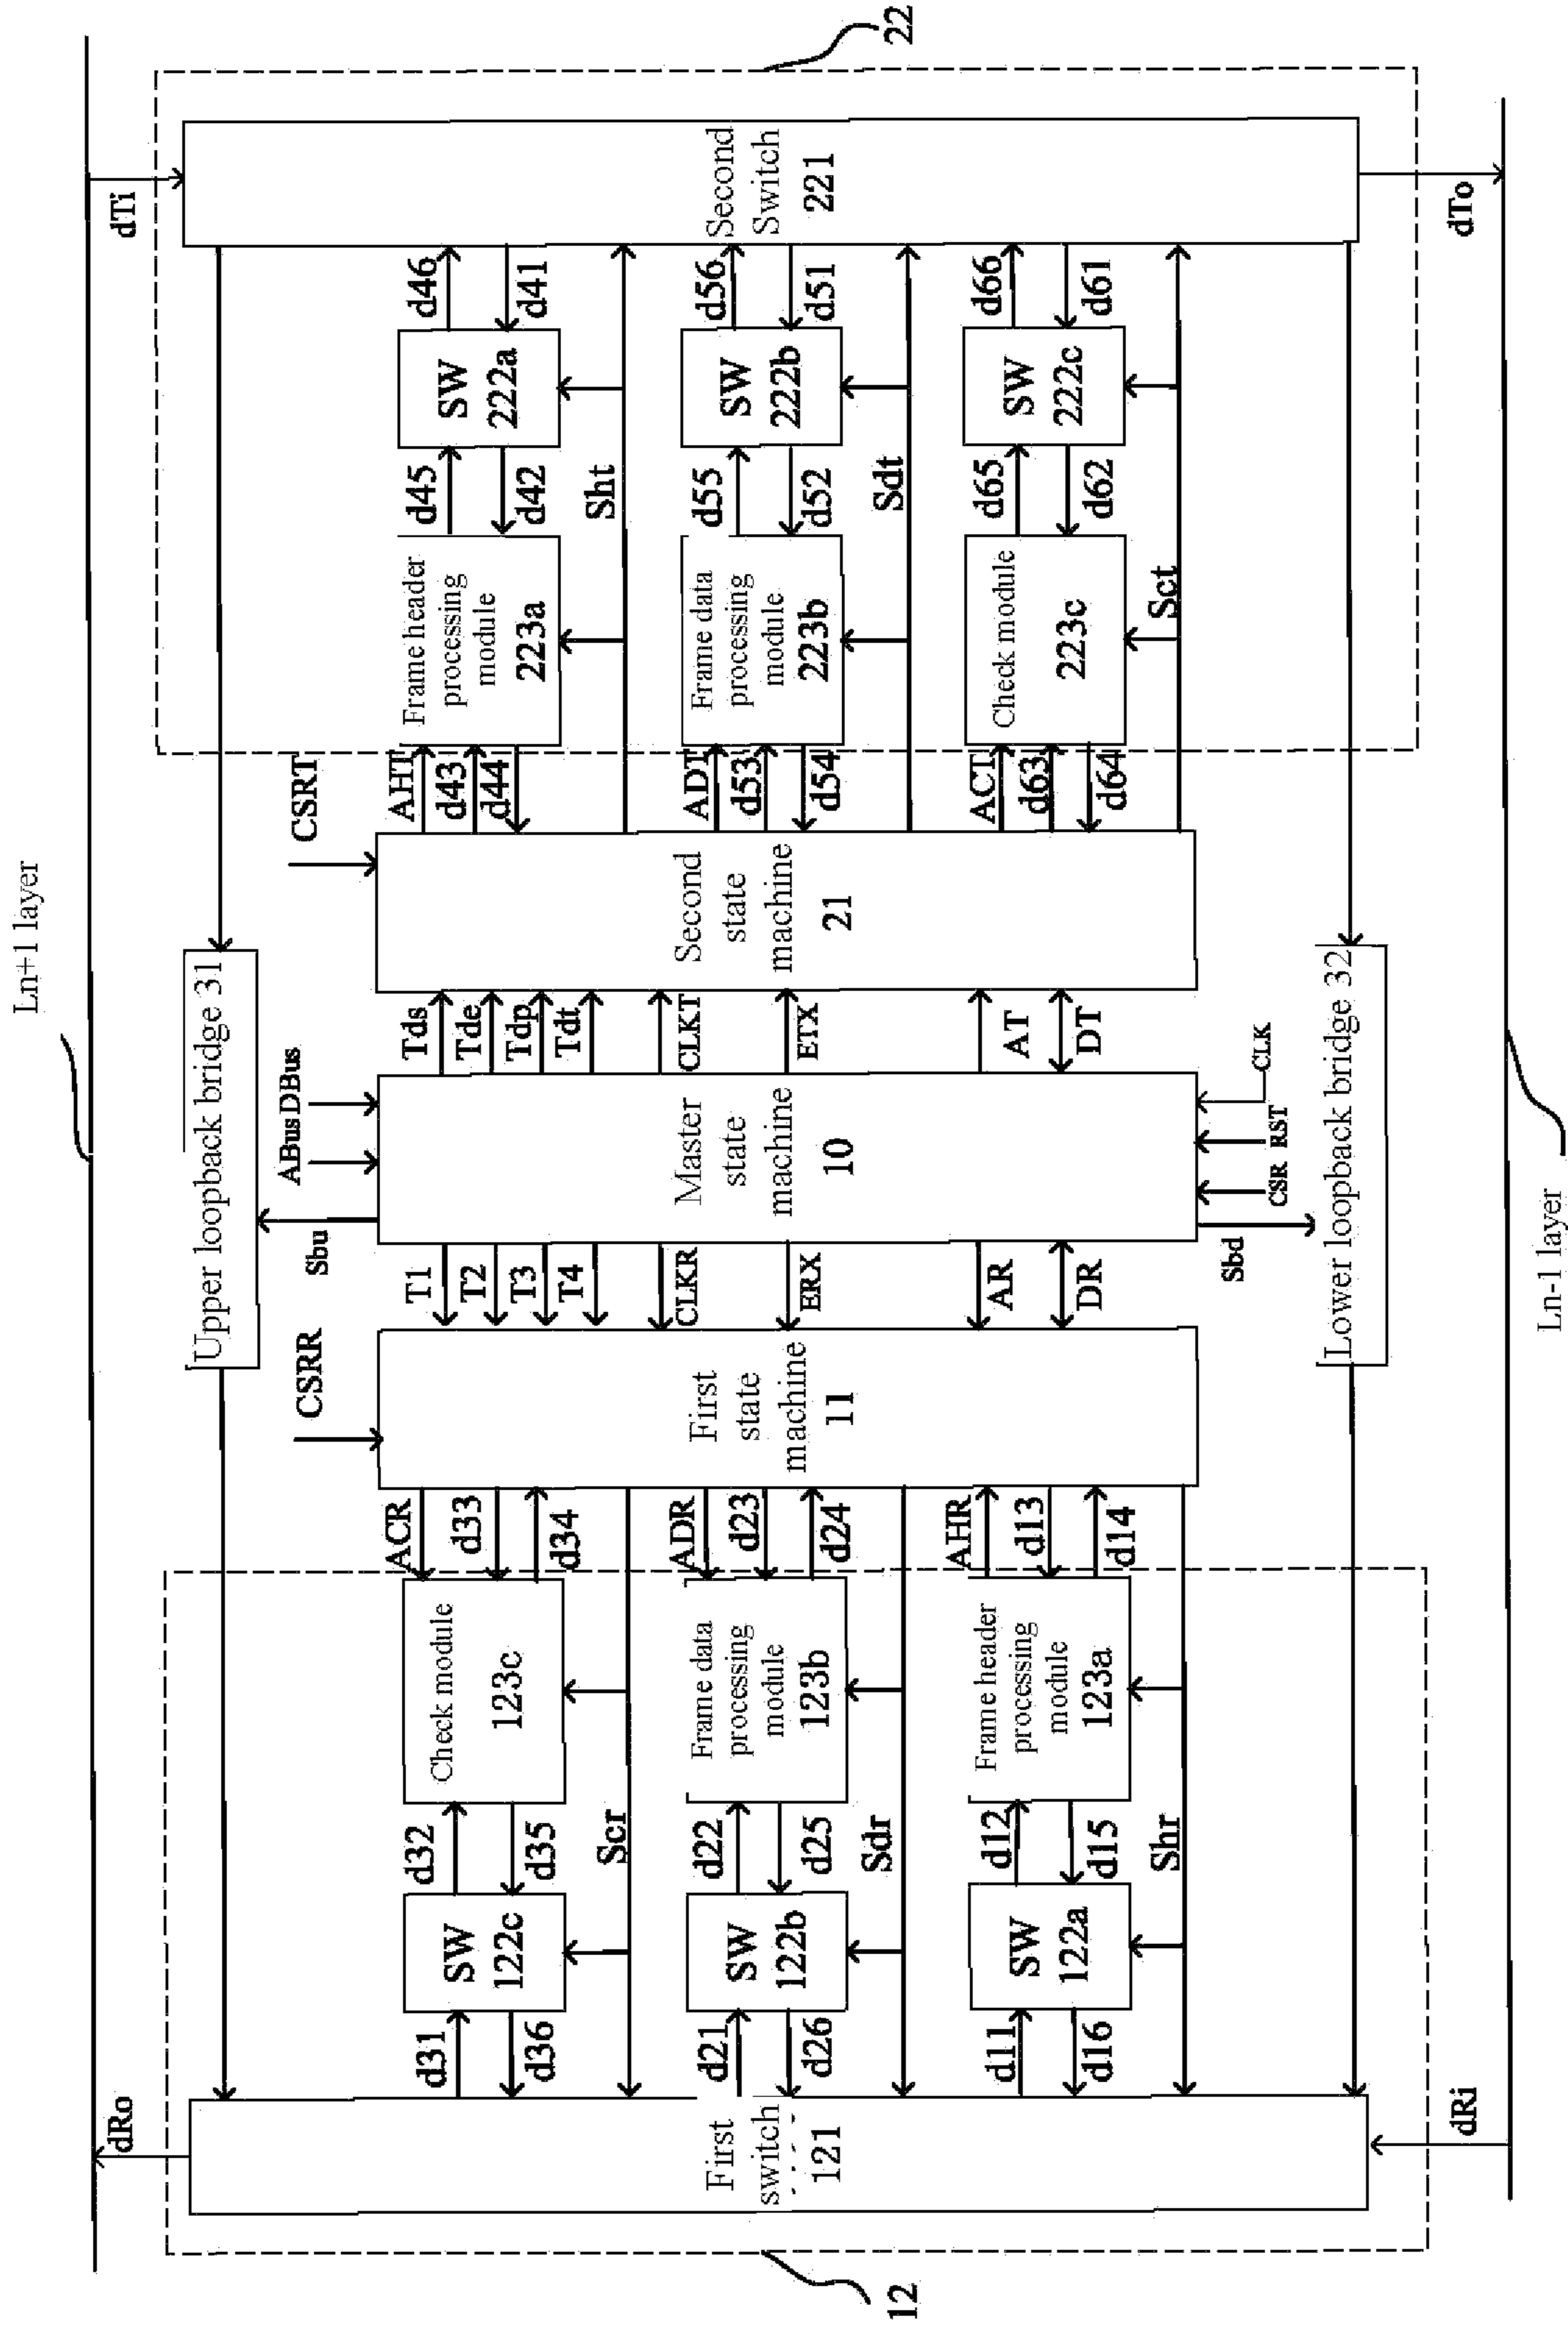 Ln+1 layer
dRo
dTi
Upper loopback bridge 31
Sbu
ABus
DBus
CSRR
CSRT
First
switch
121
d31
d36
SW
122c
d32
d35
Check module
123c
ACR
d33
d34
Scr
d21
d26
SW
122b
d22
d25
Frame data
processing
module
123b
ADR
d23
d24
Sdr
d11
d16
SW
122a
d12
d15
Frame header
processing
module
123a
AHR
d13
d14
Shr
First
state
machine
11
T1
T2
T3
T4
CLKR
ERX
AR
DR
Master
state
machine
10
Tds
Tde
Tdp
Tdt
CLKT
ETX
AT
DT
Second
state
machine
21
AHT
d43
d44
Frame header
processing
module
223a
d45
d42
SW
222a
d46
d41
Sht
ADT
d53
d54
Frame data
processing
module
223b
d55
d52
SW
222b
d56
d51
Sdt
ACT
d63
d64
Check module
223c
d65
d62
SW
222c
d66
d61
Sct
Second
Switch
221
Sbd
CSR
RST
CLK
Lower loopback bridge 32
dRi
dTo
12
22
Ln-1 layer